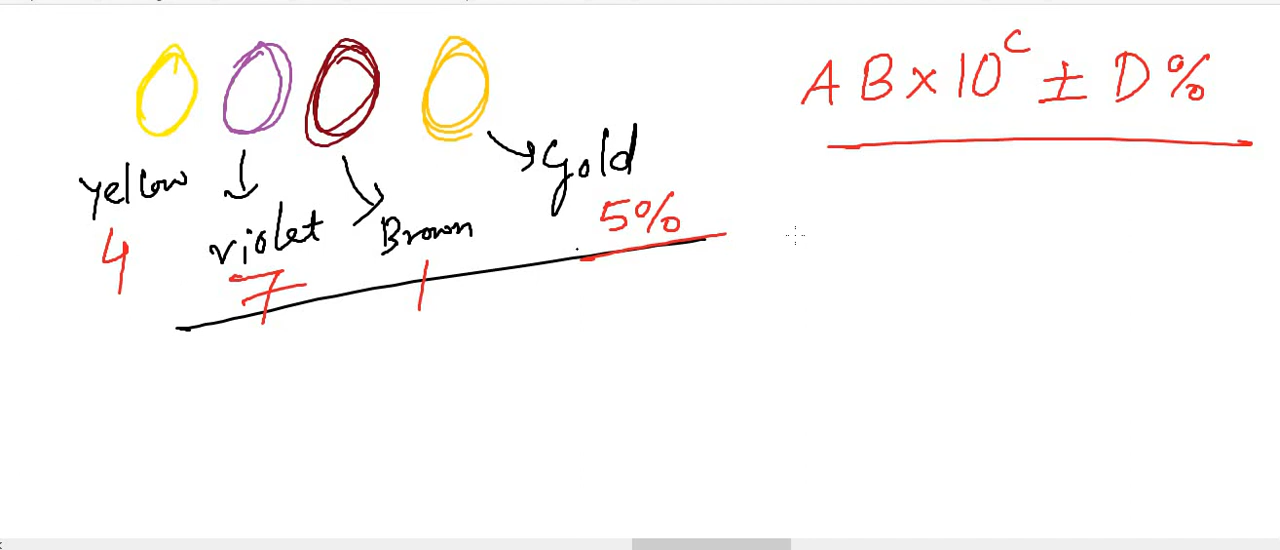 AB×10^c ± D%
yellow
violet
Brown
Gold
4
7
1
5%